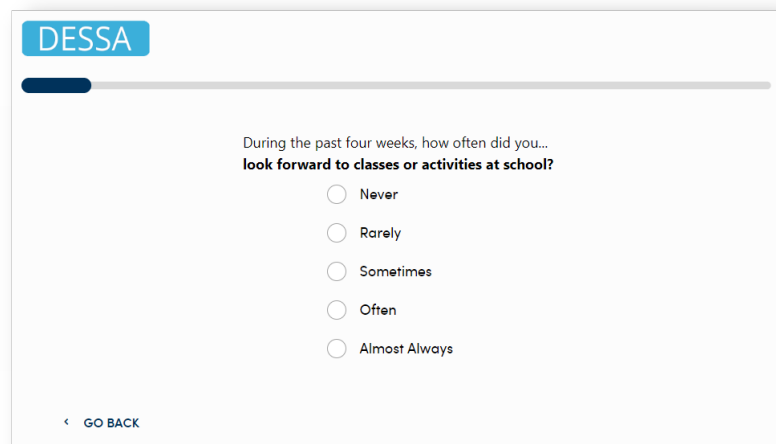 DESSA
During the past four weeks, how often did you...
look forward to classes or activities at school?
Never
Rarely
Sometimes
Often
Almost Always
< GO BACK